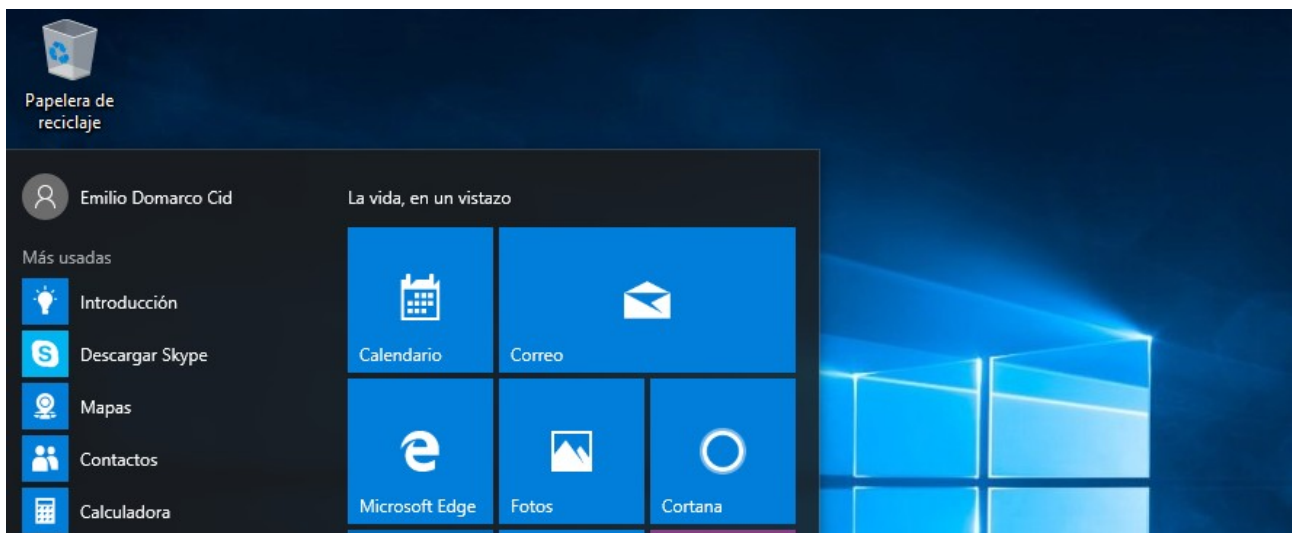 Papelera de
reciclaje
Emilio Domarco Cid
La vida, en un vistazo
Más usadas
Introducción
Descargar Skype
Mapas
Contactos
Calculadora
Calendario
Correo
Microsoft Edge
Fotos
Cortana